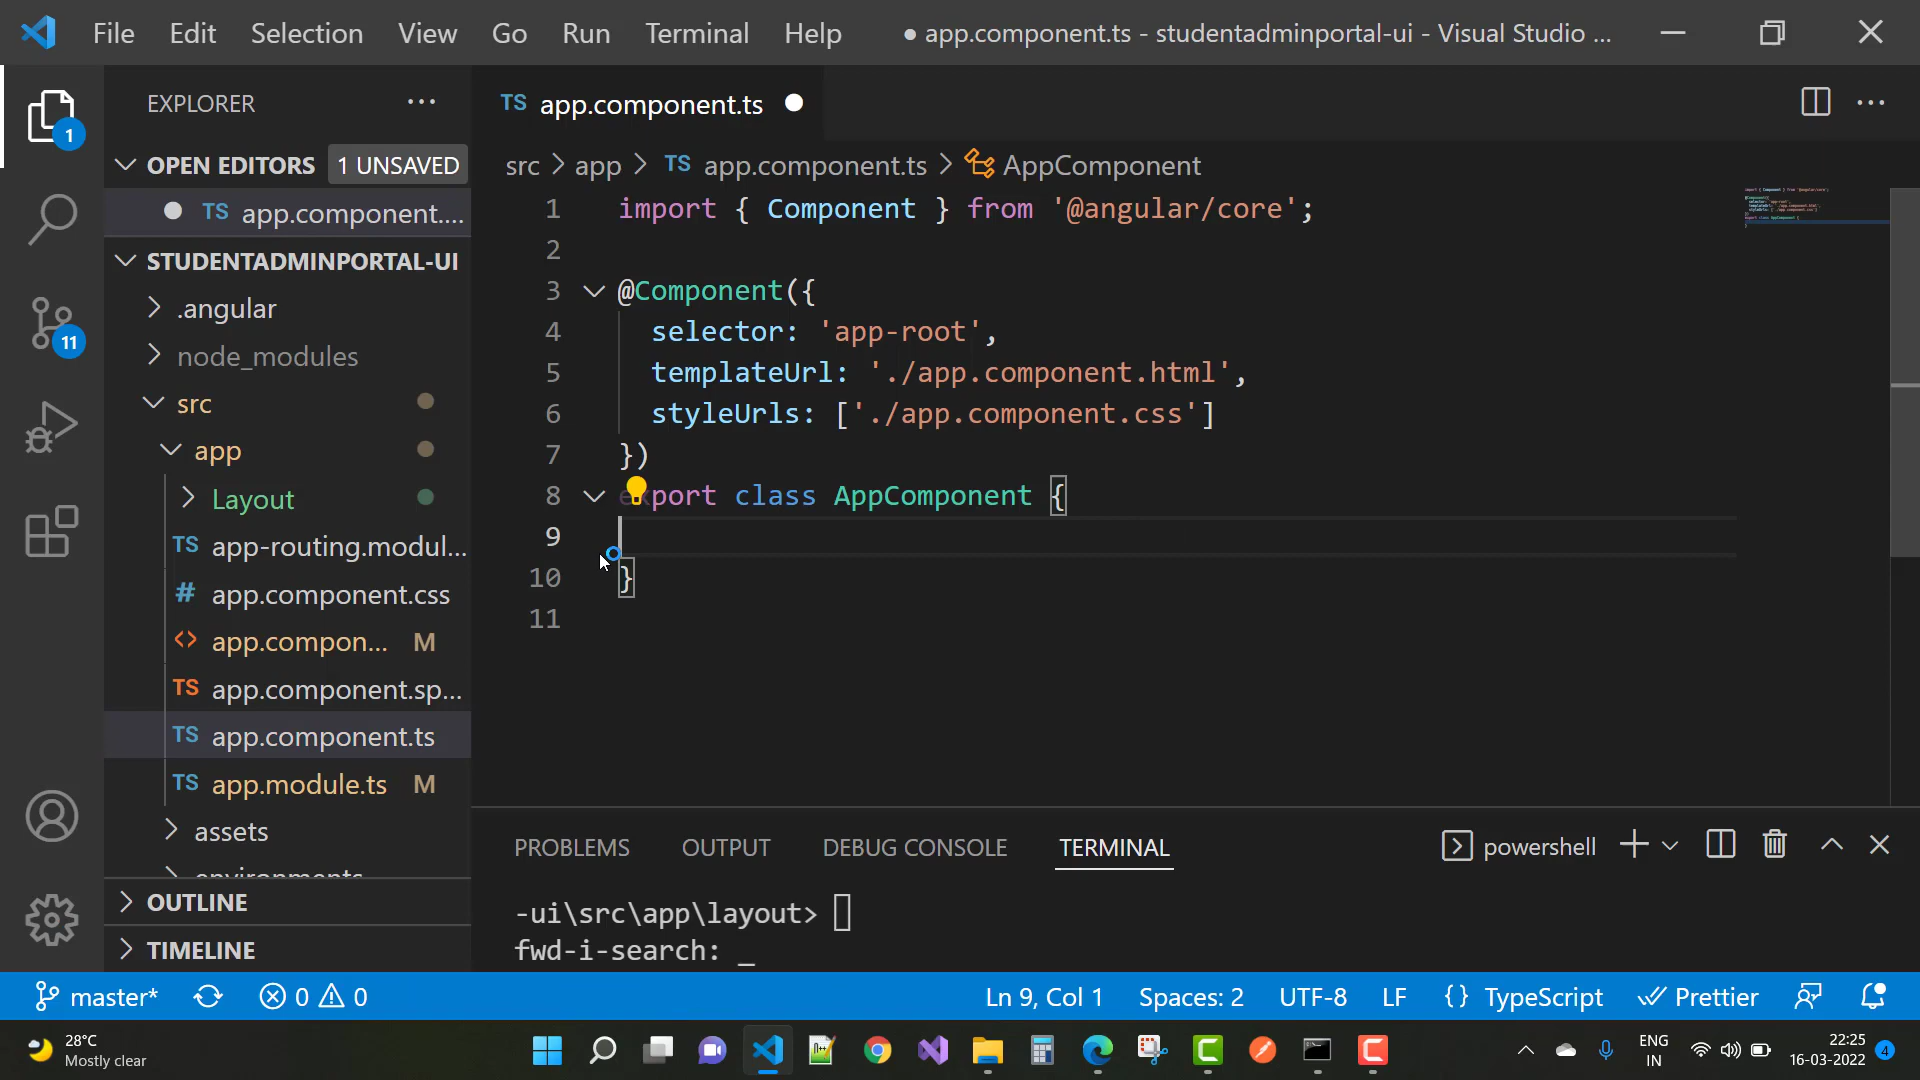 File Edit Selection View Go Run Terminal Help ● app.component.ts - studentadminportal-ui - Visual Studio ...
EXPLORER ...
TS app.component.ts ●
1
OPEN EDITORS 1 UNSAVED
src > app > TS app.component.ts > AppComponent
● TS app.component....
STUDENTADMINPORTAL-UI
.angular
node_modules
src
app
Layout
TS app-routing.modul...
# app.component.css
<> app.compon... M
TS app.component.sp...
TS app.component.ts
TS app.module.ts M
assets
environments
OUTLINE
TIMELINE
11
1 import { Component } from '@angular/core';
2
3 @Component({
4 selector: 'app-root',
5 templateUrl: './app.component.html',
6 styleUrls: ['./app.component.css']
7 })
8 export class AppComponent {
9
10 }
11
PROBLEMS OUTPUT DEBUG CONSOLE TERMINAL powershell
-ui\src\app\layout>
fwd-i-search: _
master* 0 0 Ln 9, Col 1 Spaces: 2 UTF-8 LF {} TypeScript Prettier
28°C
Mostly clear
ENG
IN
22:25
16-03-2022 4